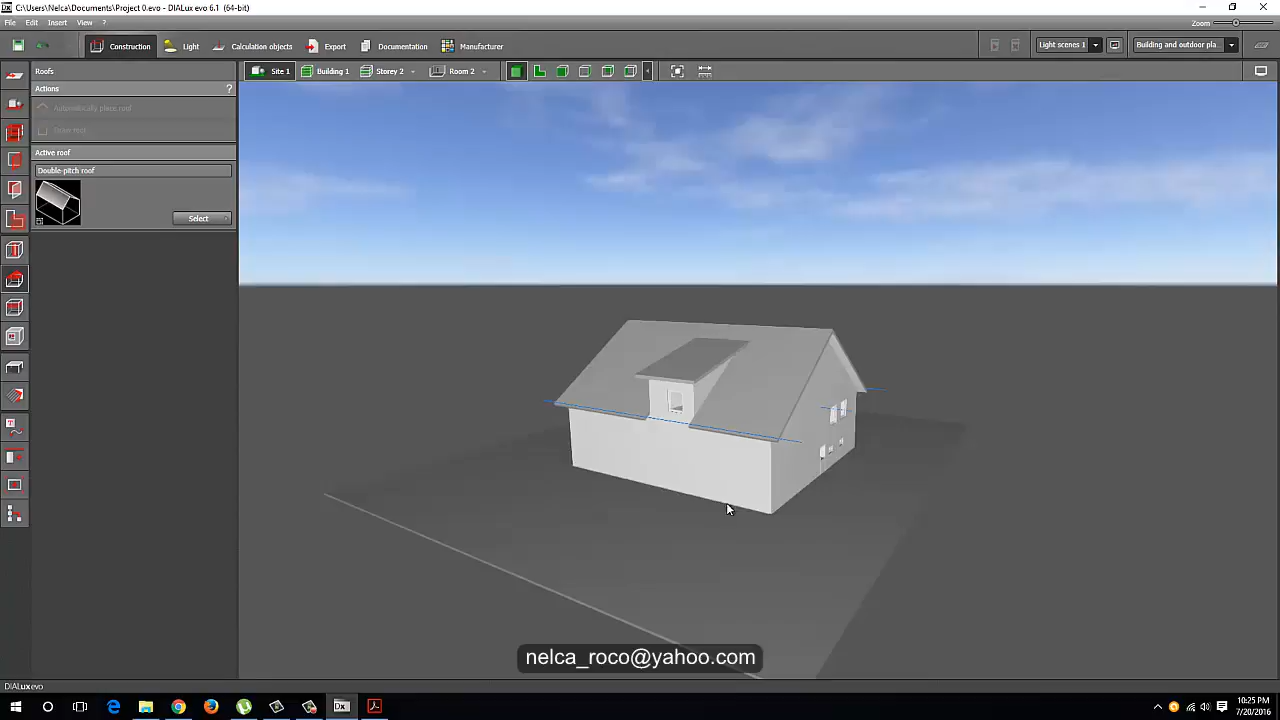 C:\Users\Nelca\Documents\Project 0.evo - DIALux evo 6.1 (64-bit)
File Edit Insert View ?
Zoom
Construction Light Calculation objects Export Documentation Manufacturer
Light scenes 1 Building and outdoor pla...
Roofs
Site 1 Building 1 Storey 2 Room 2
Actions ?
Automatically place roof
Active roof
Double-pitch roof
Select
nelca_roco@yahoo.com
DIALux evo
10:25 PM
7/20/2016